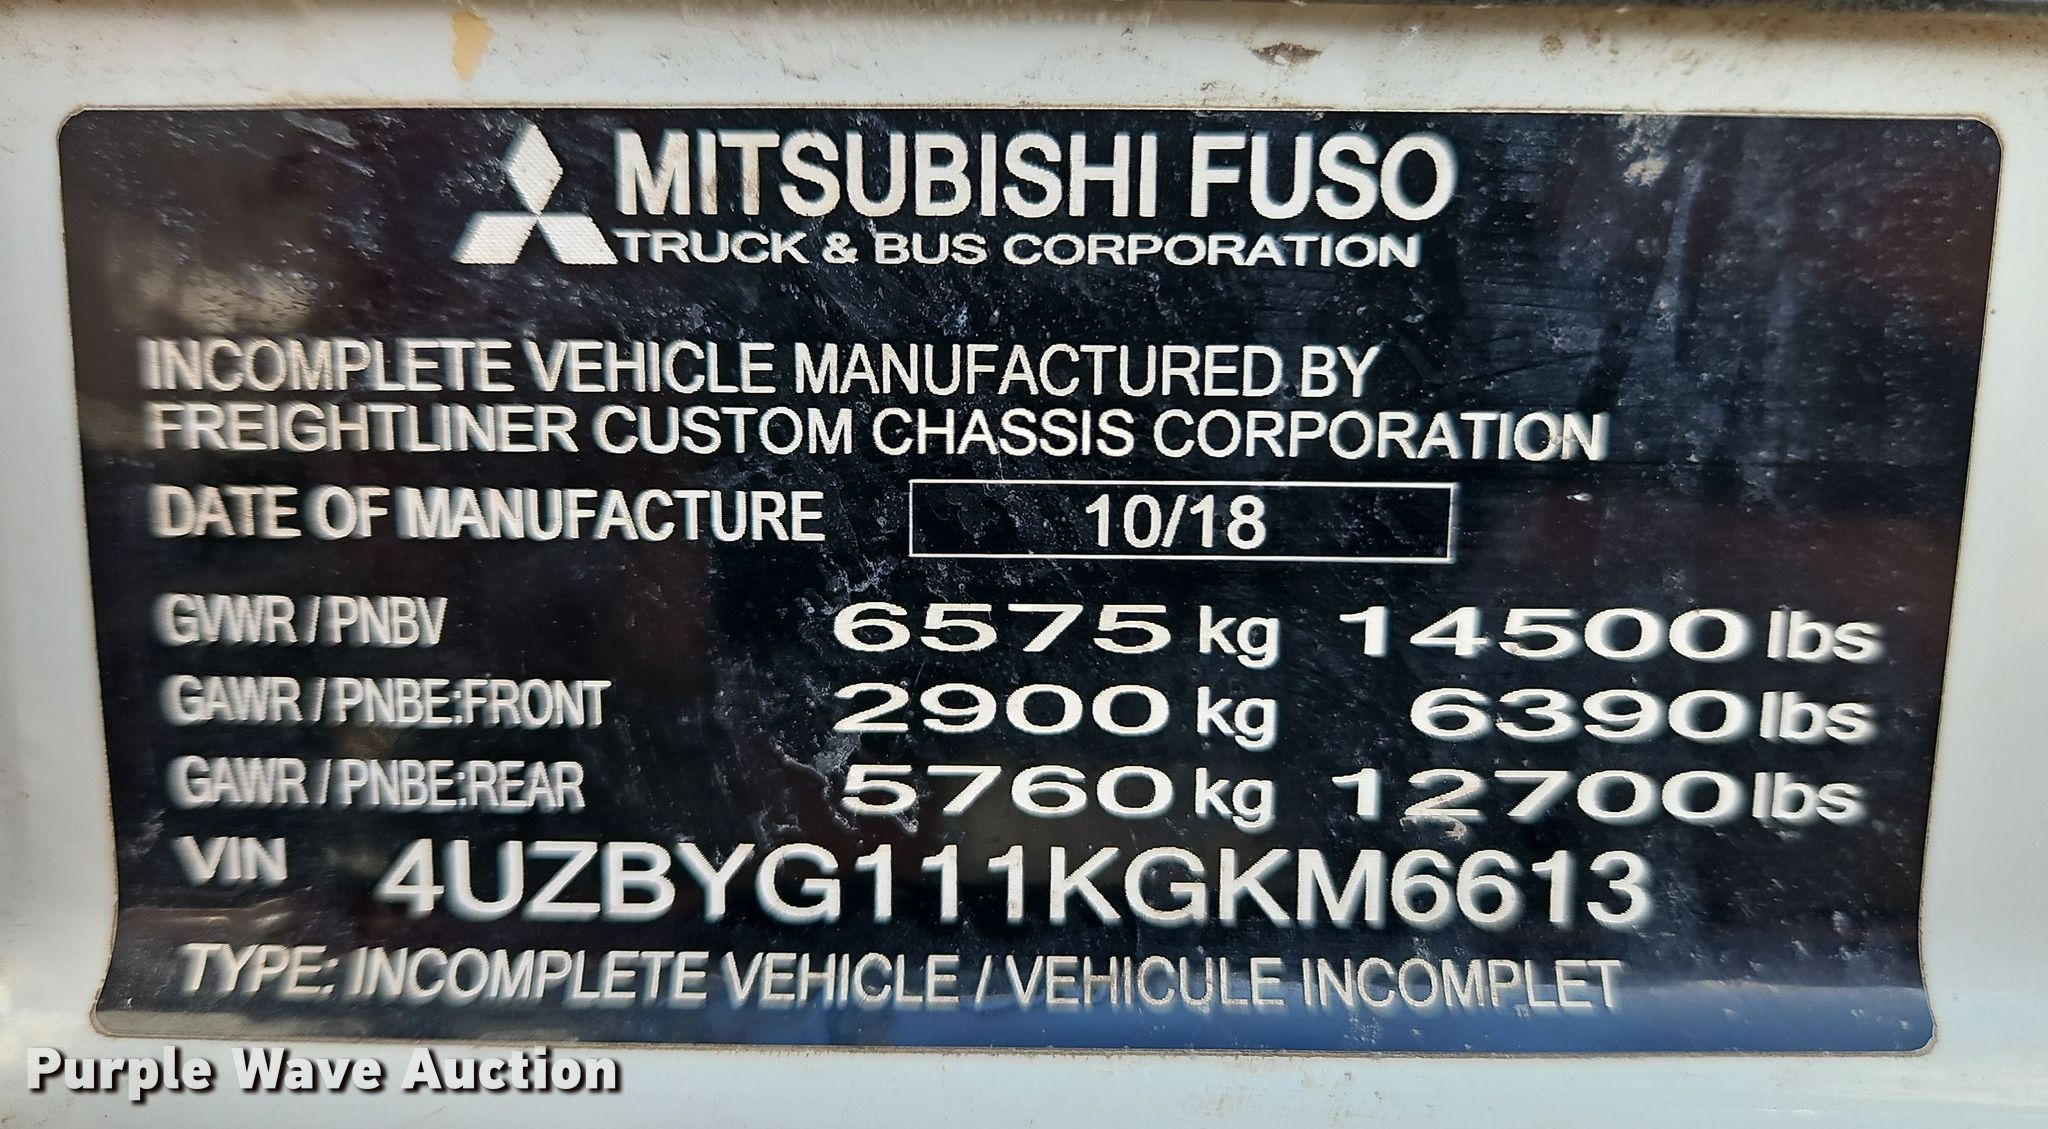 MITSUBISHI FUSO
TRUCK & BUS CORPORATION
INCOMPLETE VEHICLE MANUFACTURED BY
FREIGHTLINER CUSTOM CHASSIS CORPORATION
DATE OF MANUFACTURE 10/18
GVWR / PNBV 6575 kg 14500 lbs
GAWR / PNBE:FRONT 2900 kg 6390 lbs
GAWR / PNBE:REAR 5760 kg 12700 lbs
VIN 4UZBYG111KGKM6613
TYPE: INCOMPLETE VEHICLE / VEHICULE INCOMPLET
Purple Wave Auction